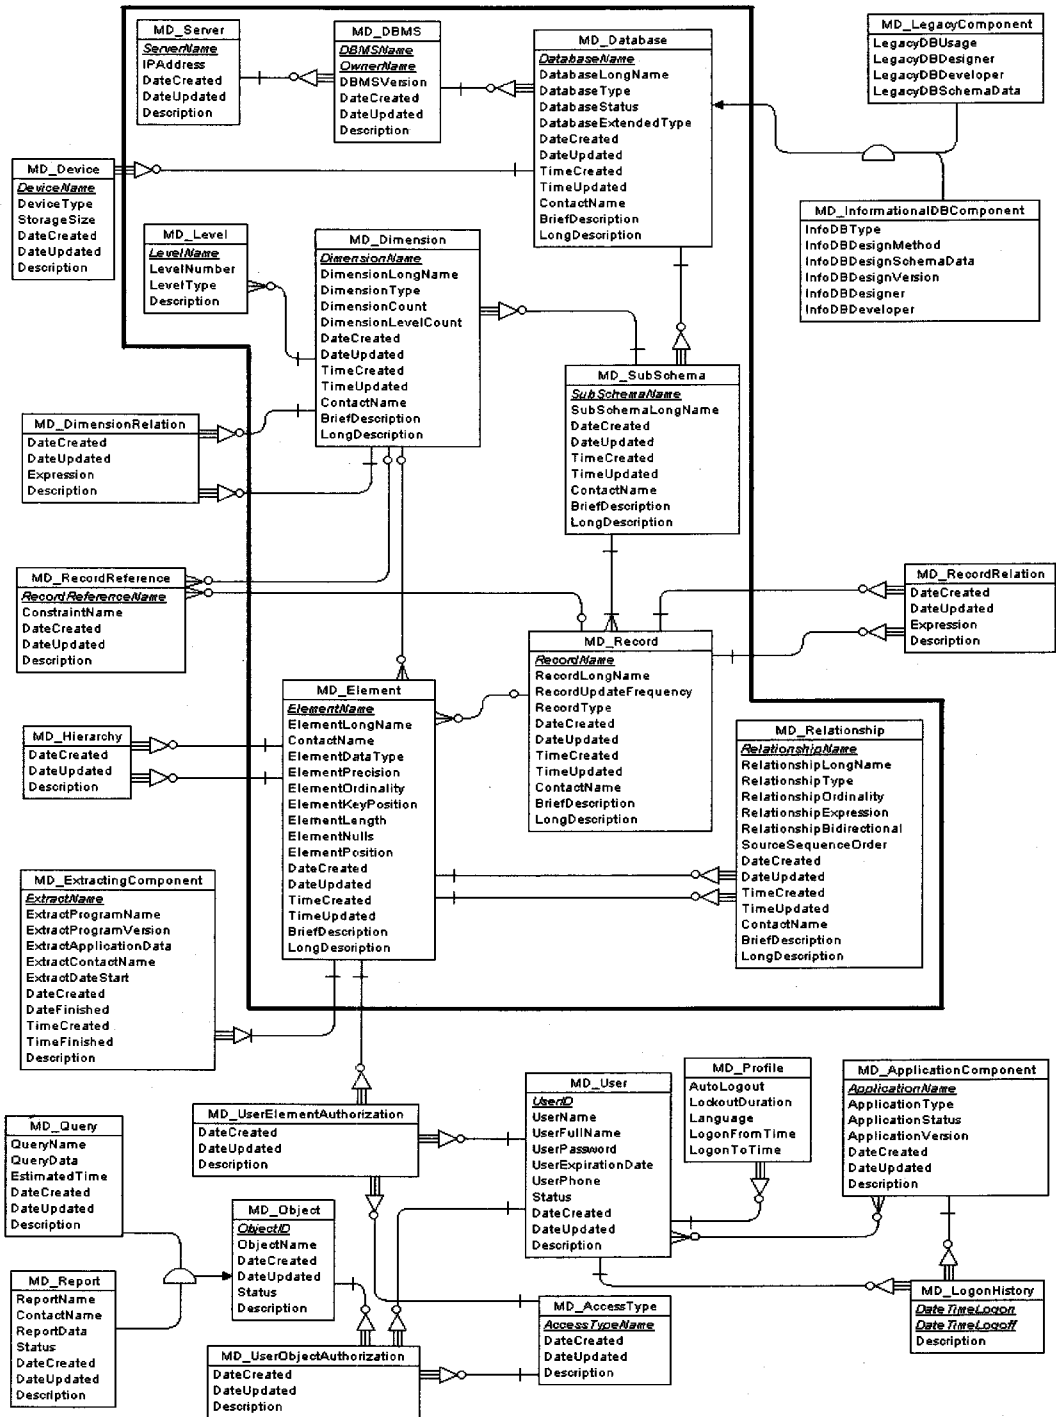 MD_Server
ServerName
IPAddress
DateCreated
DateUpdated
Description
MD_DBMS
DBMSName
OwnerName
DBMSVersion
DateCreated
DateUpdated
Description
MD_Database
DatabaseName
DatabaseLongName
DatabaseType
DatabaseStatus
DatabaseExtendedType
DateCreated
DateUpdated
TimeCreated
TimeUpdated
ContactName
BriefDescription
LongDescription
MD_LegacyComponent
LegacyDBUsage
LegacyDBDesigner
LegacyDBDeveloper
LegacyDBSchemaData
MD_Device
DeviceName
DeviceType
StorageSize
DateCreated
DateUpdated
Description
MD_Level
LevelName
LevelNumber
LevelType
Description
MD_Dimension
DimensionName
DimensionLongName
DimensionType
DimensionCount
DimensionLevelCount
DateCreated
DateUpdated
TimeCreated
TimeUpdated
ContactName
BriefDescription
LongDescription
MD_InformationalDBComponent
InfoDBType
InfoDBDesignMethod
InfoDBDesignSchemaData
InfoDBDesignVersion
InfoDBDesigner
InfoDBDeveloper
MD_SubSchema
SubSchemaName
SubSchemaLongName
DateCreated
DateUpdated
TimeCreated
TimeUpdated
ContactName
BriefDescription
LongDescription
MD_DimensionRelation
DateCreated
DateUpdated
Expression
Description
MD_RecordReference
RecordReferenceName
ConstraintName
DateCreated
DateUpdated
Description
MD_RecordRelation
DateCreated
DateUpdated
Expression
Description
MD_Record
RecordName
RecordLongName
RecordUpdateFrequency
RecordType
DateCreated
DateUpdated
TimeCreated
TimeUpdated
ContactName
BriefDescription
LongDescription
MD_Element
ElementName
ElementLongName
ContactName
ElementDataType
ElementPrecision
ElementOrdinality
ElementKeyPosition
ElementLength
ElementNulls
ElementPosition
DateCreated
DateUpdated
TimeCreated
TimeUpdated
BriefDescription
LongDescription
MD_Hierarchy
DateCreated
DateUpdated
Description
MD_Relationship
RelationshipName
RelationshipLongName
RelationshipType
RelationshipOrdinality
RelationshipExpression
RelationshipBidirectional
SourceSequenceOrder
DateCreated
DateUpdated
TimeCreated
TimeUpdated
ContactName
BriefDescription
LongDescription
MD_ExtractingComponent
ExtractName
ExtractProgramName
ExtractProgramVersion
ExtractApplicationData
ExtractContactName
ExtractDateStart
DateCreated
DateFinished
TimeCreated
TimeFinished
Description
MD_UserElementAuthorization
DateCreated
DateUpdated
Description
MD_User
UserID
UserName
UserFullName
UserPassword
UserExpirationDate
UserPhone
Status
DateCreated
DateUpdated
Description
MD_Profile
AutoLogout
LockoutDuration
Language
LogonFromTime
LogonToTime
MD_ApplicationComponent
ApplicationName
ApplicationType
ApplicationStatus
ApplicationVersion
DateCreated
DateUpdated
Description
MD_Query
QueryName
QueryData
EstimatedTime
DateCreated
DateUpdated
Description
MD_Object
ObjectID
ObjectName
DateCreated
DateUpdated
Status
Description
MD_Report
ReportName
ContactName
ReportData
Status
DateCreated
DateUpdated
Description
MD_UserObjectAuthorization
DateCreated
DateUpdated
Description
MD_AccessType
AccessTypeName
DateCreated
DateUpdated
Description
MD_LogonHistory
DateTimeLogon
DateTimeLogoff
Description